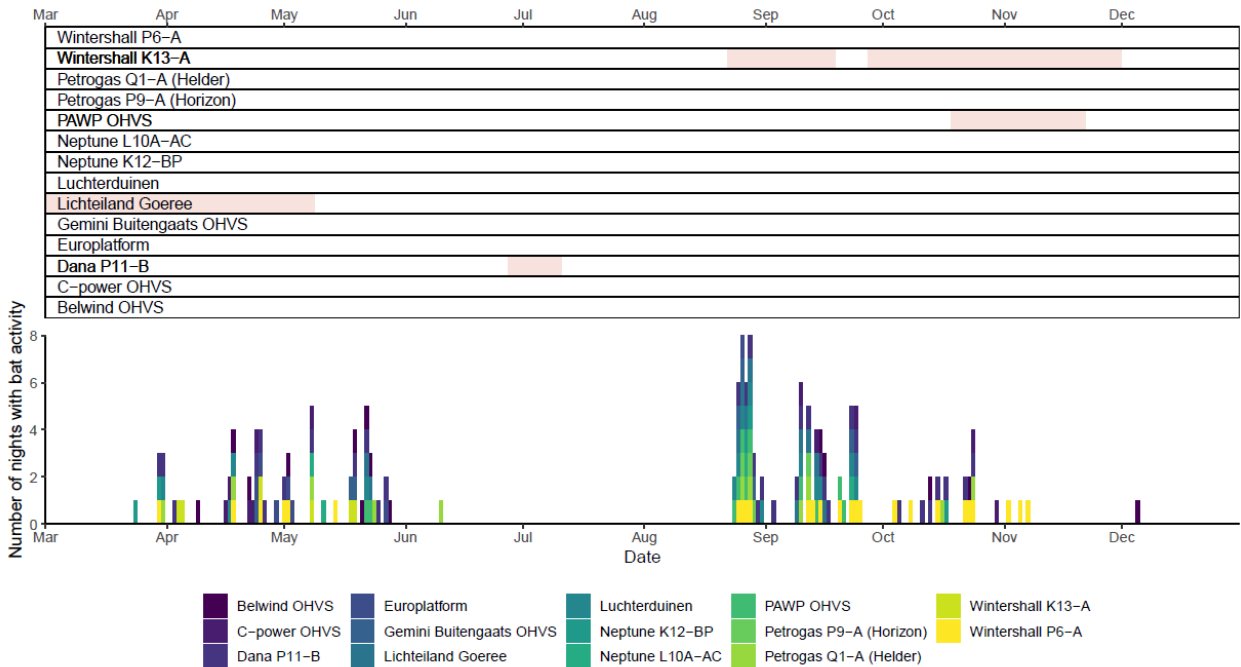 Mar Apr May Jun Jul Aug Sep Oct Nov Dec
Wintershall P6−A
Wintershall K13−A
Petrogas Q1−A (Helder)
Petrogas P9−A (Horizon)
PAWP OHVS
Neptune L10A−AC
Neptune K12−BP
Luchterduinen
Lichteiland Goeree
Gemini Buitengaats OHVS
Europlatform
Dana P11−B
C−power OHVS
Belwind OHVS
Number of nights with bat activity
8
6
4
2
0
Mar Apr May Jun Jul Aug Sep Oct Nov Dec
Date
Belwind OHVS Europlatform Luchterduinen PAWP OHVS Wintershall K13−A
C−power OHVS Gemini Buitengaats OHVS Neptune K12−BP Petrogas P9−A (Horizon) Wintershall P6−A
Dana P11−B Lichteiland Goeree Neptune L10A−AC Petrogas Q1−A (Helder)